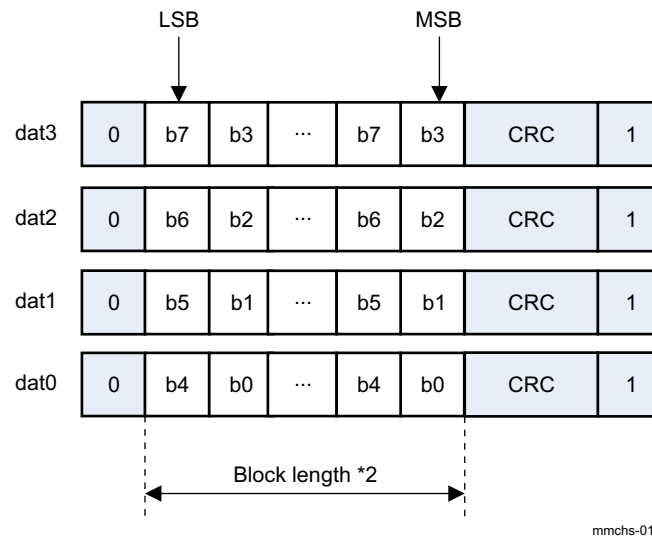 LSB MSB
dat3 0 b7 b3 ... b7 b3 CRC 1
dat2 0 b6 b2 ... b6 b2 CRC 1
dat1 0 b5 b1 ... b5 b1 CRC 1
dat0 0 b4 b0 ... b4 b0 CRC 1
Block length *2
mmchs-01